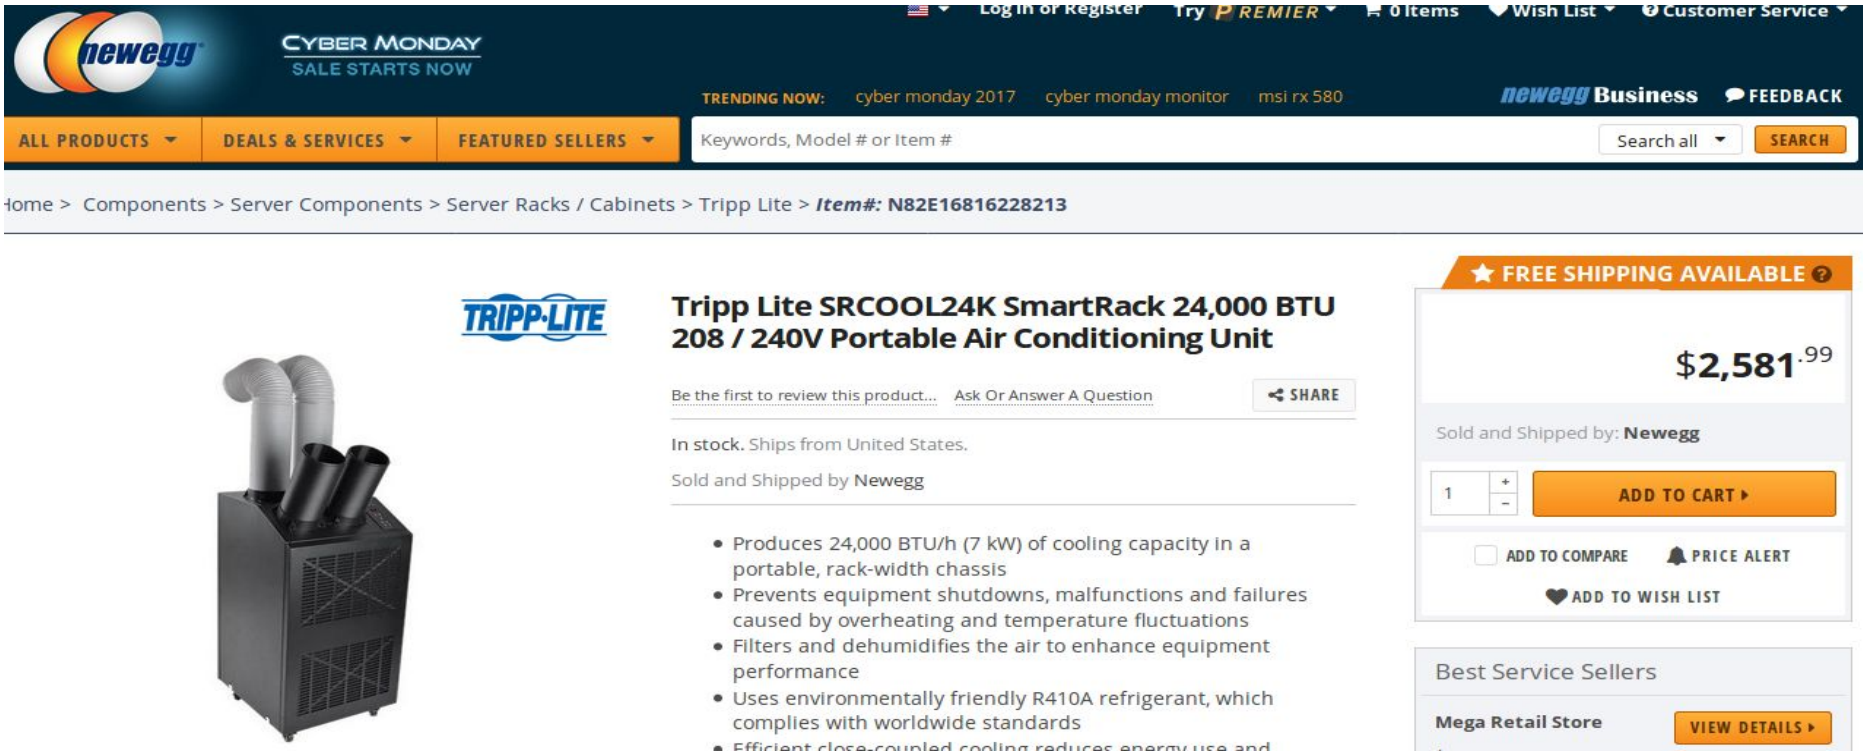 Log in or Register Try PREMIER 0 Items Wish List Customer Service
newegg
CYBER MONDAY
SALE STARTS NOW
TRENDING NOW: cyber monday 2017 cyber monday monitor msi rx 580
newegg Business FEEDBACK
ALL PRODUCTS DEALS & SERVICES FEATURED SELLERS Keywords, Model # or Item # Search all SEARCH
Home > Components > Server Components > Server Racks / Cabinets > Tripp Lite > Item#: N82E16816228213
TRIPP·LITE
Tripp Lite SRCOOL24K SmartRack 24,000 BTU
208 / 240V Portable Air Conditioning Unit
Be the first to review this product... Ask Or Answer A Question SHARE
In stock. Ships from United States.
Sold and Shipped by Newegg
• Produces 24,000 BTU/h (7 kW) of cooling capacity in a
portable, rack-width chassis
• Prevents equipment shutdowns, malfunctions and failures
caused by overheating and temperature fluctuations
• Filters and dehumidifies the air to enhance equipment
performance
• Uses environmentally friendly R410A refrigerant, which
complies with worldwide standards
• Efficient close-coupled cooling reduces energy use and
FREE SHIPPING AVAILABLE ?
$2,581.99
Sold and Shipped by: Newegg
1 + − ADD TO CART
ADD TO COMPARE PRICE ALERT
ADD TO WISH LIST
Best Service Sellers
Mega Retail Store VIEW DETAILS